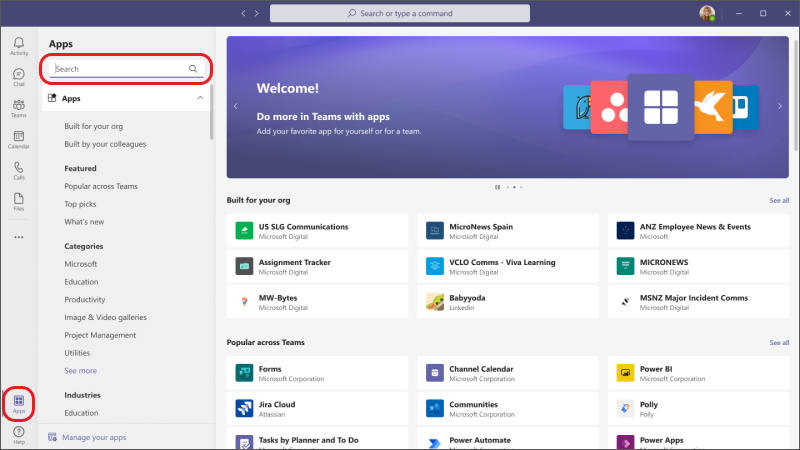 Search or type a command
Activity
Chat
Teams
Calendar
Calls
Files
Apps
Help
Apps
Search
Apps
Built for your org
Built by your colleagues
Featured
Popular across Teams
Top picks
What's new
Categories
Microsoft
Education
Productivity
Image & Video galleries
Project Management
Utilities
See more
Industries
Education
Manage your apps
Welcome!
Do more in Teams with apps
Add your favorite app for yourself or for a team.
Built for your org
See all
US SLG Communications
Microsoft Digital
MicroNews Spain
Microsoft Digital
ANZ Employee News & Events
Microsoft
Assignment Tracker
Microsoft Digital
VCLO Comms - Viva Learning
Microsoft Digital
MICRONEWS
Microsoft Digital
MW-Bytes
Microsoft Digital
Babyyoda
Linkedin
MSNZ Major Incident Comms
Microsoft Digital
Popular across Teams
See all
Forms
Microsoft Corporation
Channel Calendar
Microsoft Corporation
Power BI
Microsoft Corporation
Jira Cloud
Atlassian
Communities
Microsoft Corporation
Polly
Polly
Tasks by Planner and To Do
Microsoft Corporation
Power Automate
Microsoft Corporation
Power Apps
Microsoft Corporation